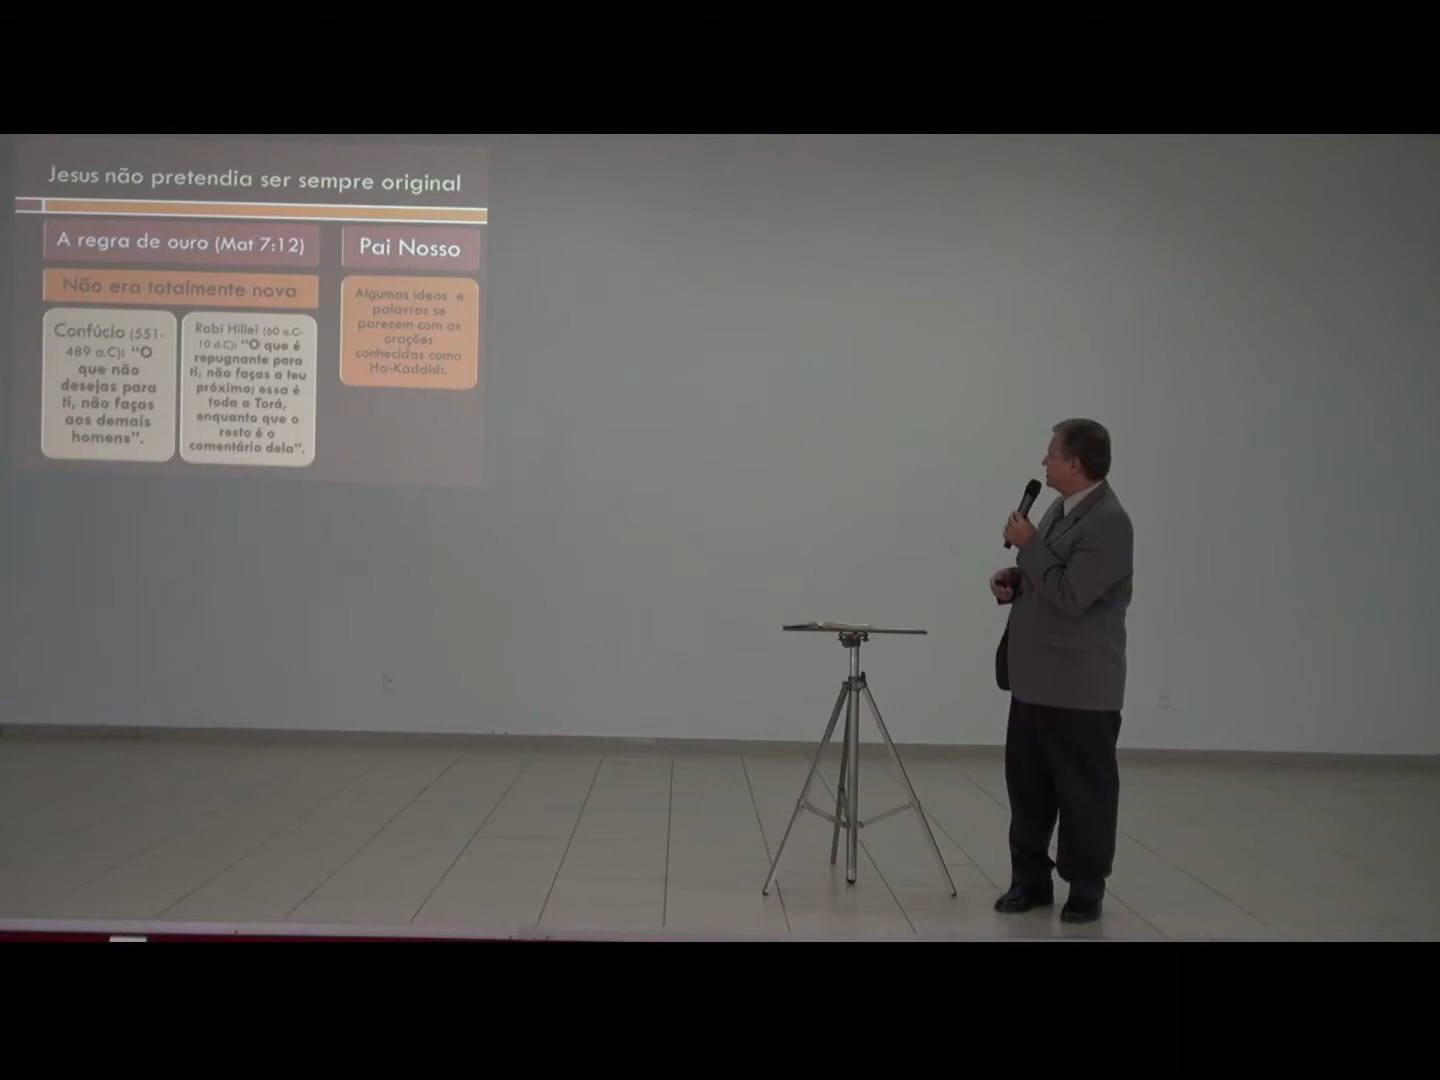 Jesus não pretendia ser sempre original
A regra de ouro (Mat 7:12)
Não era totalmente nova
Confúcio (551-
489 a.C): “O
que não
desejas para
ti, não faças
aos demais
homens”.
Rabi Hillel (60 a.C-
10 d.C): “O que é
repugnante para
ti, não faças a teu
próximo; essa é
toda a Torá,
enquanto que o
resto é o
comentário dela”.
Pai Nosso
Algumas ideas e
palavras se
parecem com as
orações
conhecidas como
Ha-Kaddish.